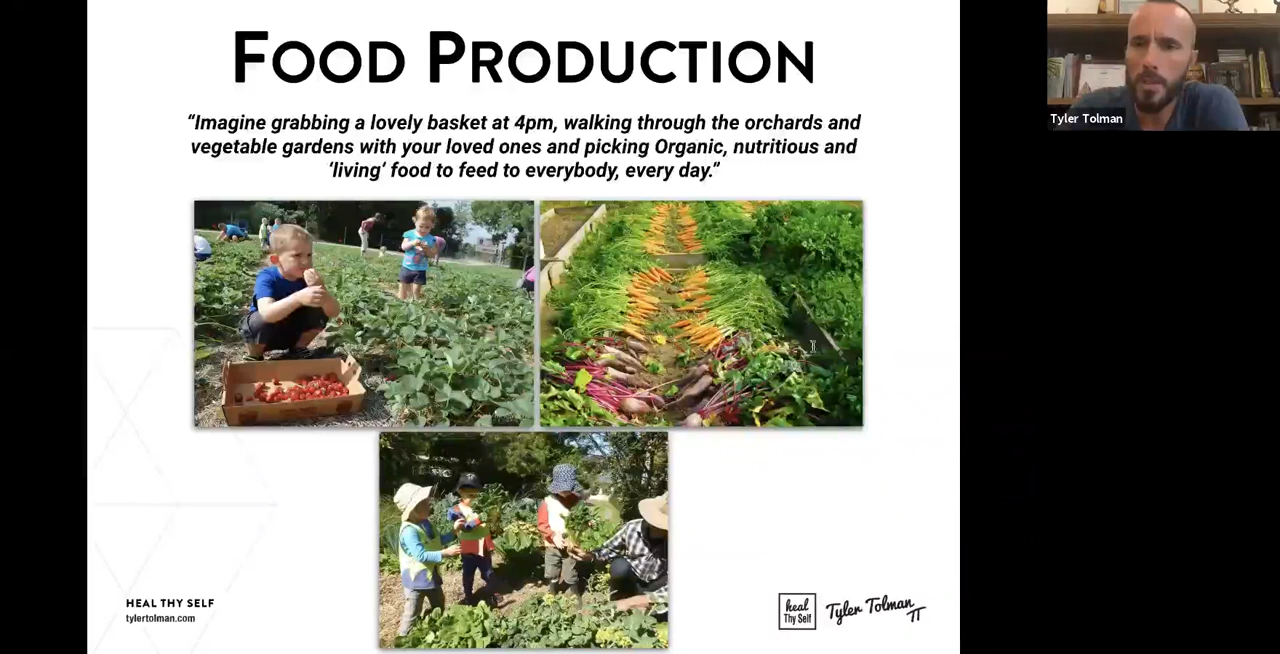 FOOD PRODUCTION
“Imagine grabbing a lovely basket at 4pm, walking through the orchards and
vegetable gardens with your loved ones and picking Organic, nutritious and
‘living‘ food to feed to everybody, every day.”
Tyler Tolman
HEAL THY SELF
tylertolman.com
heal
Thy Self
Tyler Tolman
TT